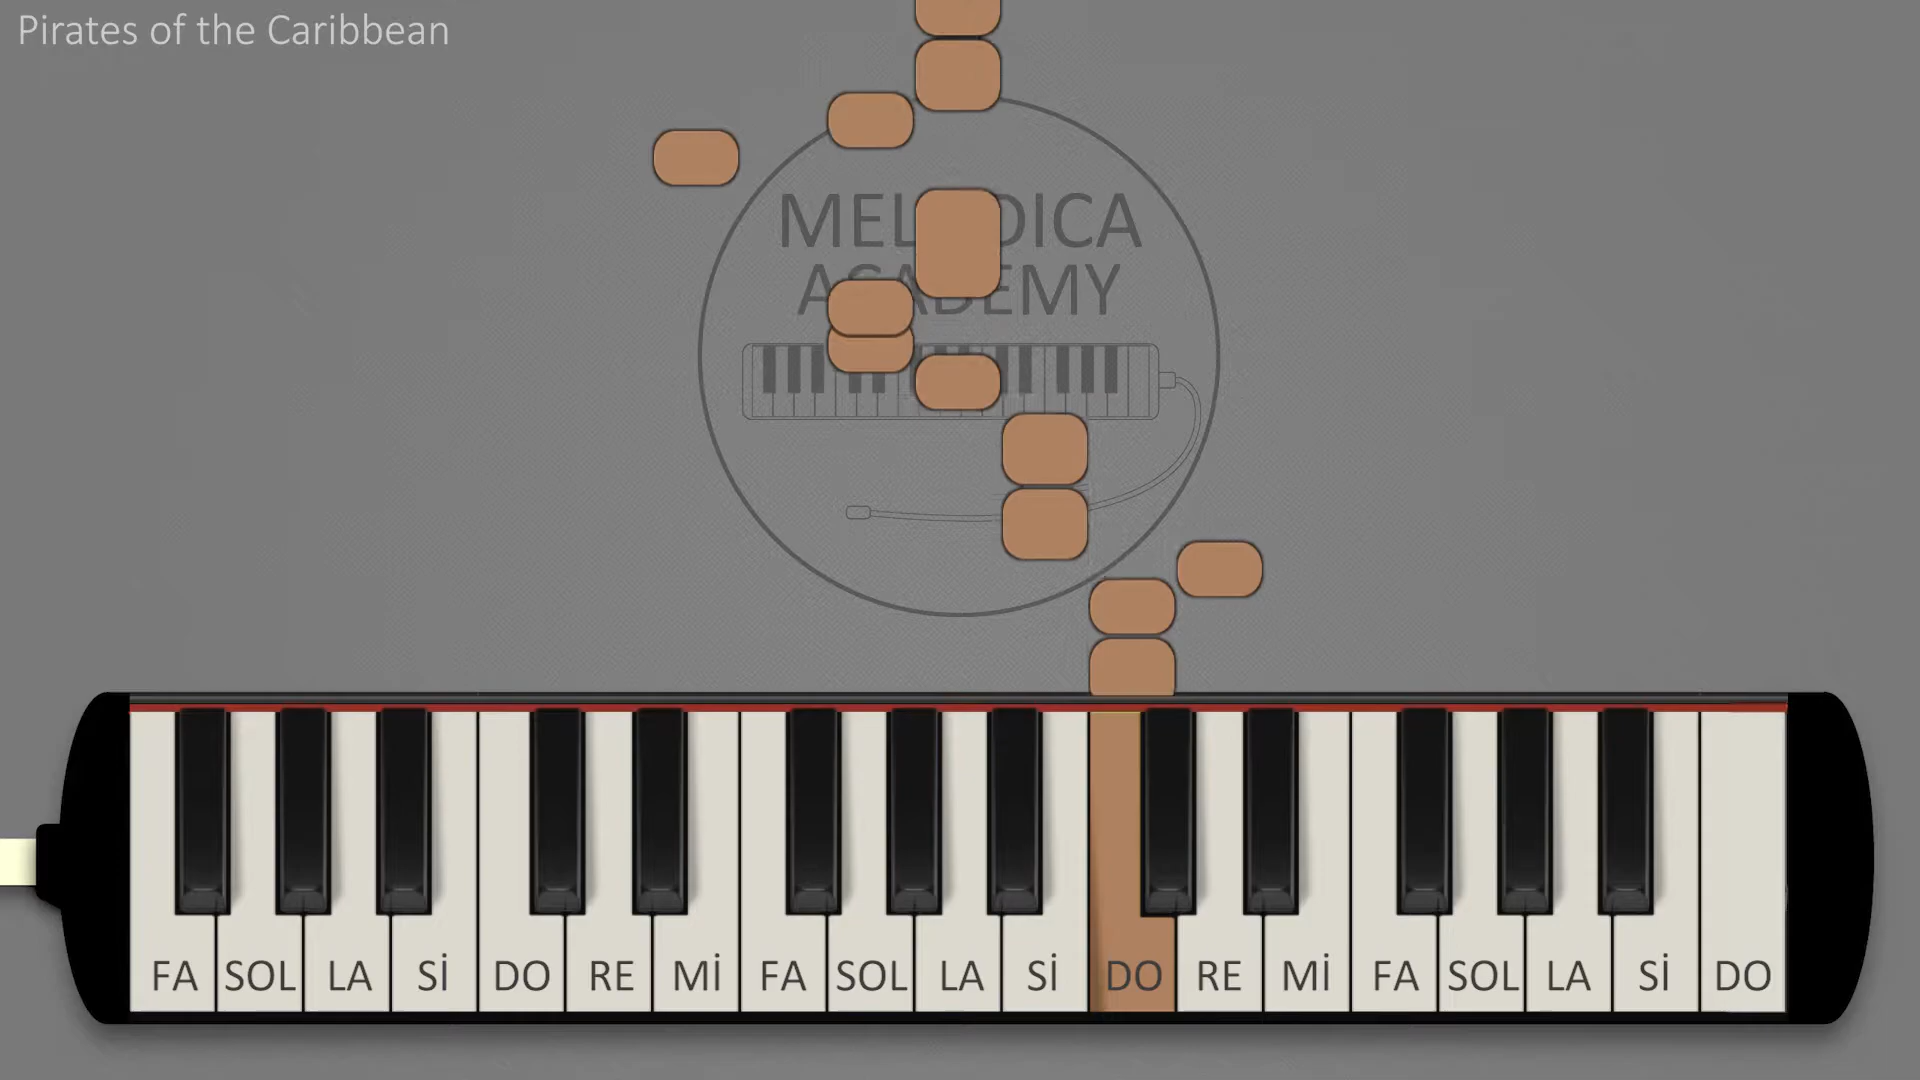 Pirates of the Caribbean
MELODICA
ACADEMY
FA SOL LA Sİ DO RE Mİ FA SOL LA Sİ DO RE Mİ FA SOL LA Sİ DO